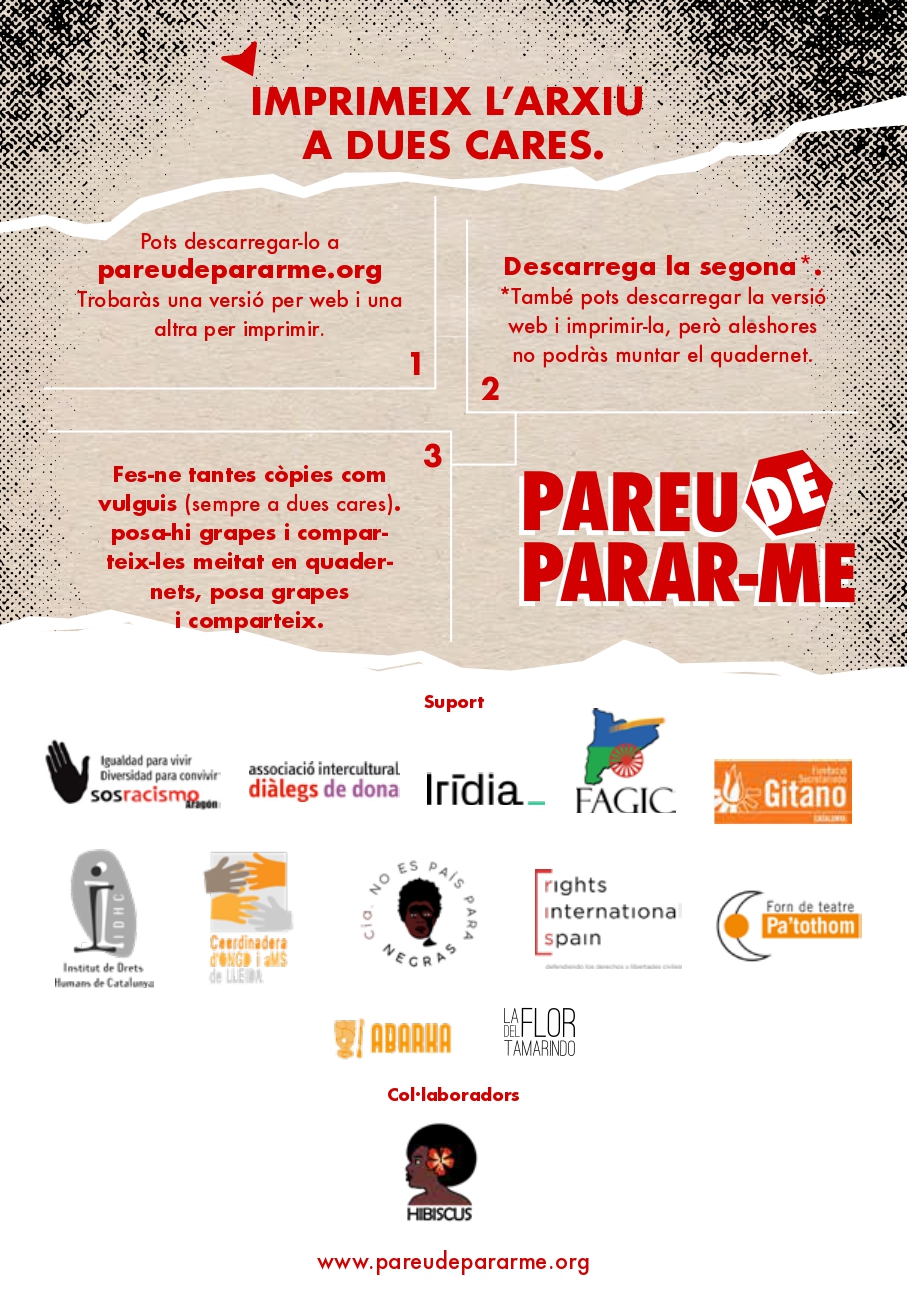 IMPRIMEIX L’ARXIU
A DUES CARES.
Pots descarregar-lo a
pareudepararme.org
Trobaràs una versió per web i una
altra per imprimir.
1
Descarrega la segona*.
*També pots descarregar la versió
web i imprimir-la, però aleshores
no podràs muntar el quadernet.
2
3
Fes-ne tantes còpies com
vulguis (sempre a dues cares).
posa-hi grapes i compar-
teix-les meitat en quader-
nets, posa grapes
i comparteix.
PAREU DE
PARAR-ME
Suport
Igualdad para vivir
Diversidad para convivir
sosracismo
Aragón
associació intercultural
diàlegs de dona
Irīdia_
FAGIC
Fundació
Secretariado
Gitano
CATALUNYA
IDHC
Institut de Drets
Humans de Catalunya
Coordinadora
d'ONGD i aMS
de LLEIDA
Cia. NO ES PAÍS PARA
NEGRAS
rights
international
spain
defendiendo los derechos y libertades civiles
Forn de teatre
Pa'tothom
ABARKA
LA FLOR
DEL
TAMARINDO
Col·laboradors
HIBISCUS
www.pareudepararme.org